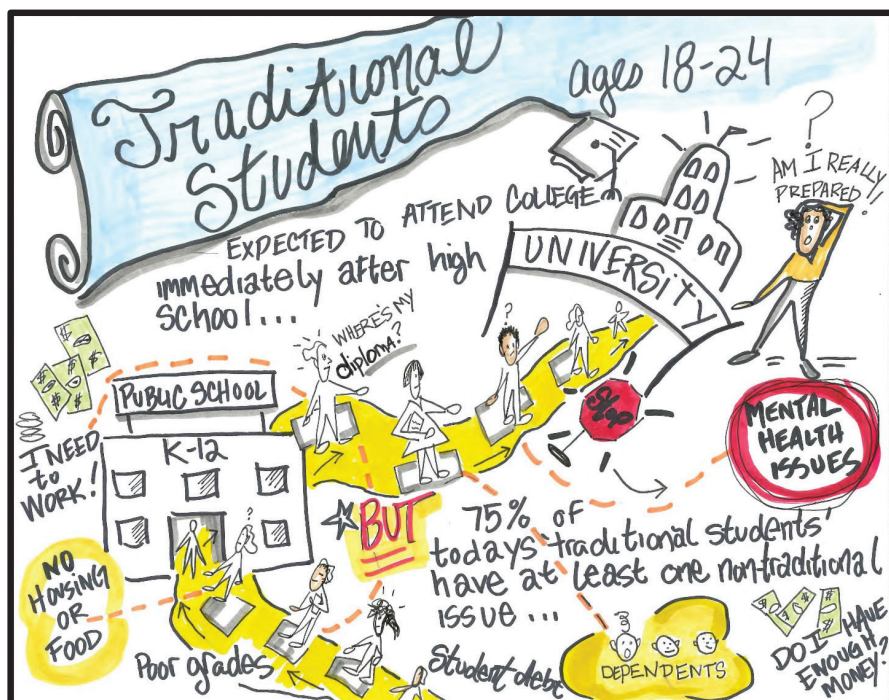 Traditional
Students
ages 18-24
?
AM I REALLY
PREPARED!!
EXPECTED TO ATTEND COLLEGE
immediately after high
school...
UNIVERSITY
WHERE'S MY
diploma?
?
$
$
$
$
$
PUBLIC SCHOOL
K-12
I NEED
to
WORK!
STOP
MENTAL
HEALTH
ISSUES
BUT
75% of
todays 'traditional students'
have at least one non-traditional
issue...
?
NO
HOUSING
OR
FOOD
Poor grades
Student debt
DEPENDENTS
DO I HAVE
ENOUGH
MONEY?